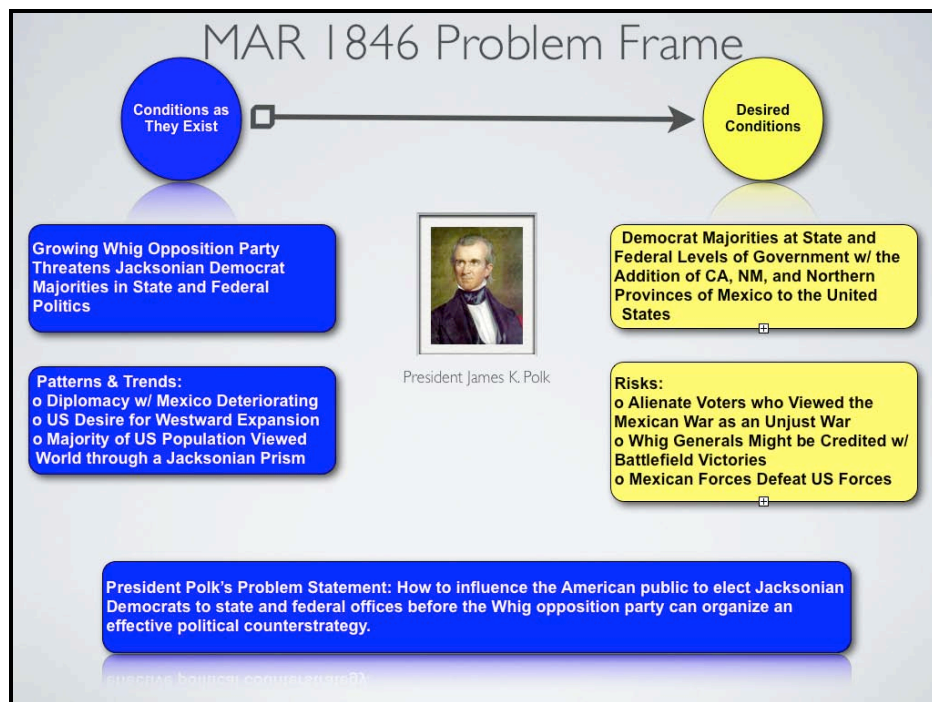 MAR 1846 Problem Frame
Conditions as
They Exist
Desired
Conditions
Growing Whig Opposition Party
Threatens Jacksonian Democrat
Majorities in State and Federal
Politics
Democrat Majorities at State and
Federal Levels of Government w/ the
Addition of CA, NM, and Northern
Provinces of Mexico to the United
States
Patterns & Trends:
o Diplomacy w/ Mexico Deteriorating
o US Desire for Westward Expansion
o Majority of US Population Viewed
World through a Jacksonian Prism
President James K. Polk
Risks:
o Alienate Voters who Viewed the
Mexican War as an Unjust War
o Whig Generals Might be Credited w/
Battlefield Victories
o Mexican Forces Defeat US Forces
President Polk's Problem Statement: How to influence the American public to elect Jacksonian
Democrats to state and federal offices before the Whig opposition party can organize an
effective political counterstrategy.